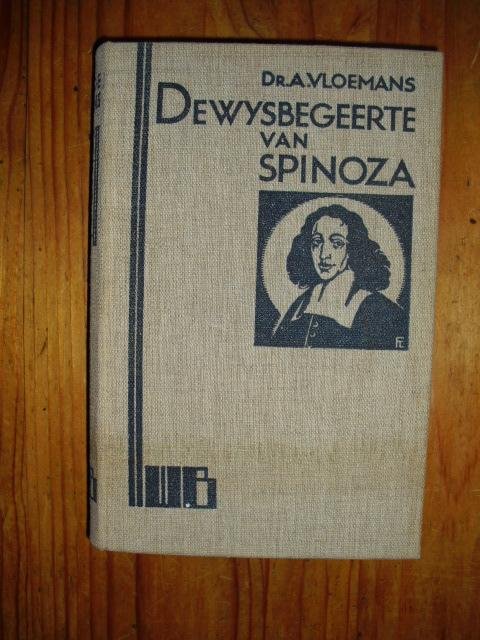 DR.A.VLOEMANS
DE WYSBEGEERTE
VAN
SPINOZA